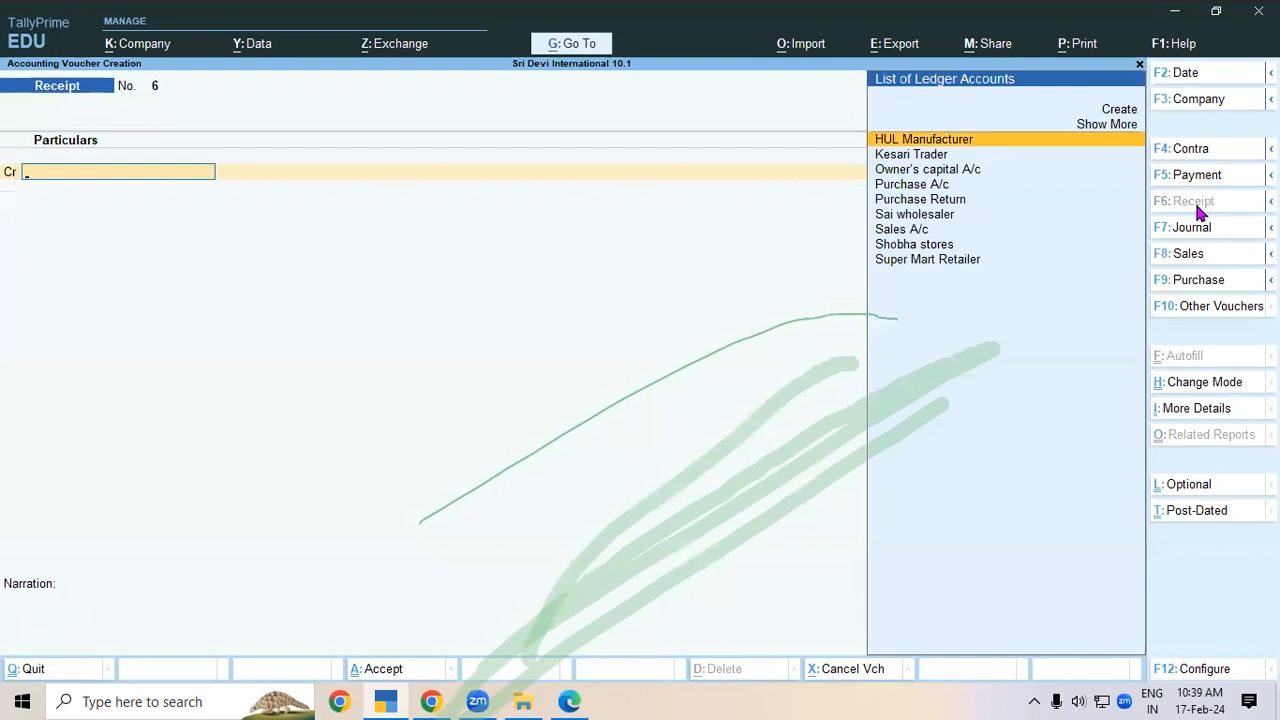 TallyPrime
EDU
MANAGE
K: Company
Y: Data
Z: Exchange
G: Go To
O: Import
E: Export
M: Share
P: Print
F1: Help
Accounting Voucher Creation
Sri Devi International 10.1
Receipt No. 6
Particulars
Cr
Narration:
List of Ledger Accounts
Create
Show More
HUL Manufacturer
Kesari Trader
Owner's capital A/c
Purchase A/c
Purchase Return
Sai wholesaler
Sales A/c
Shobha stores
Super Mart Retailer
F2: Date
F3: Company
F4: Contra
F5: Payment
F6: Receipt
F7: Journal
F8: Sales
F9: Purchase
F10: Other Vouchers
F: Autofill
H: Change Mode
I: More Details
O: Related Reports
L: Optional
T: Post-Dated
Q: Quit
A: Accept
D: Delete
X: Cancel Vch
F12: Configure
Type here to search
zm
zm
ENG
IN
10:39 AM
17-Feb-24